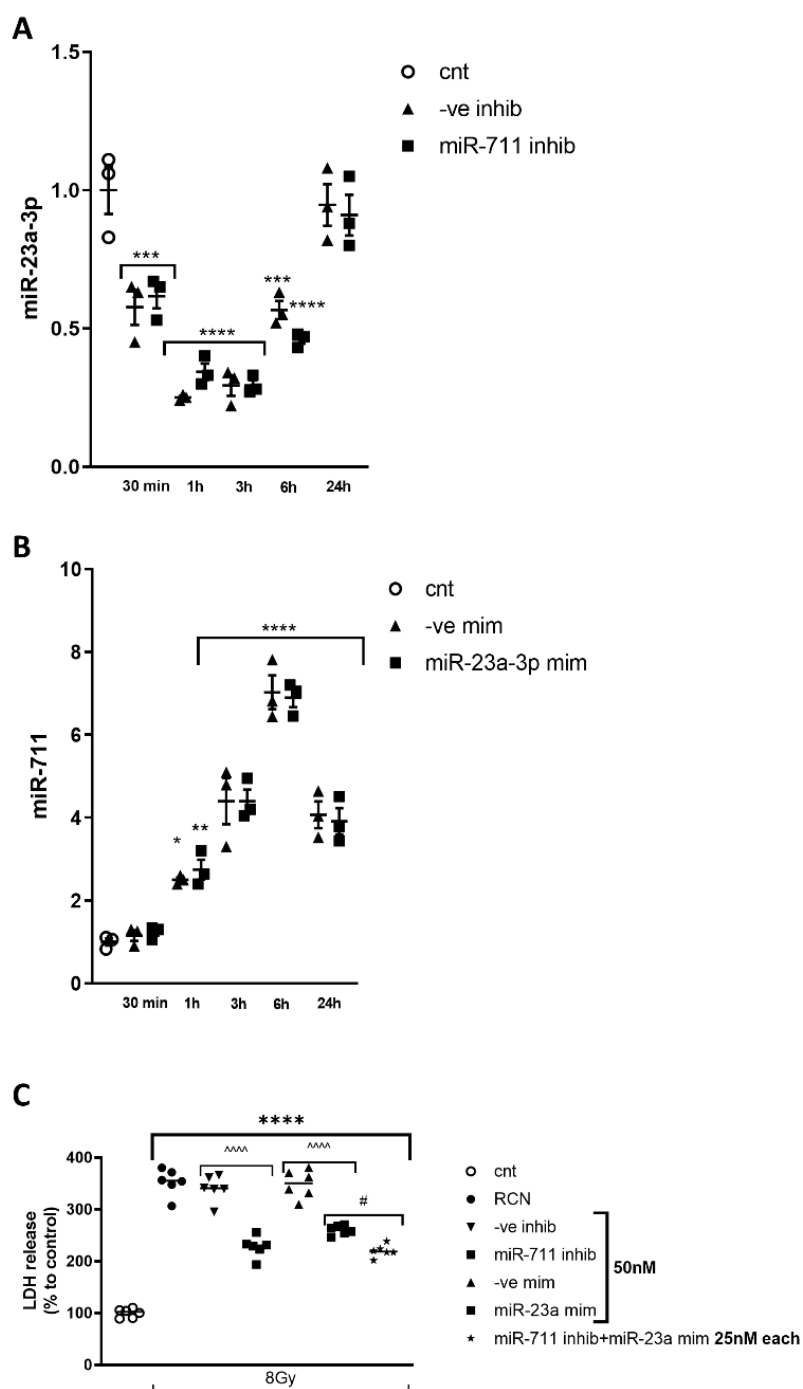 A
1.5
1.0
0.5
0.0
miR-23a-3p
***
****
***
****
30 min 1h 3h 6h 24h
cnt
-ve inhib
miR-711 inhib
B
10
8
6
4
2
0
miR-711
****
*
**
30 min 1h 3h 6h 24h
cnt
-ve mim
miR-23a-3p mim
C
400
300
200
100
0
LDH release
(% to control)
****
^^^^
^^^^
#
8Gy
cnt
RCN
-ve inhib
miR-711 inhib
-ve mim
miR-23a mim
50nM
miR-711 inhib+miR-23a mim 25nM each